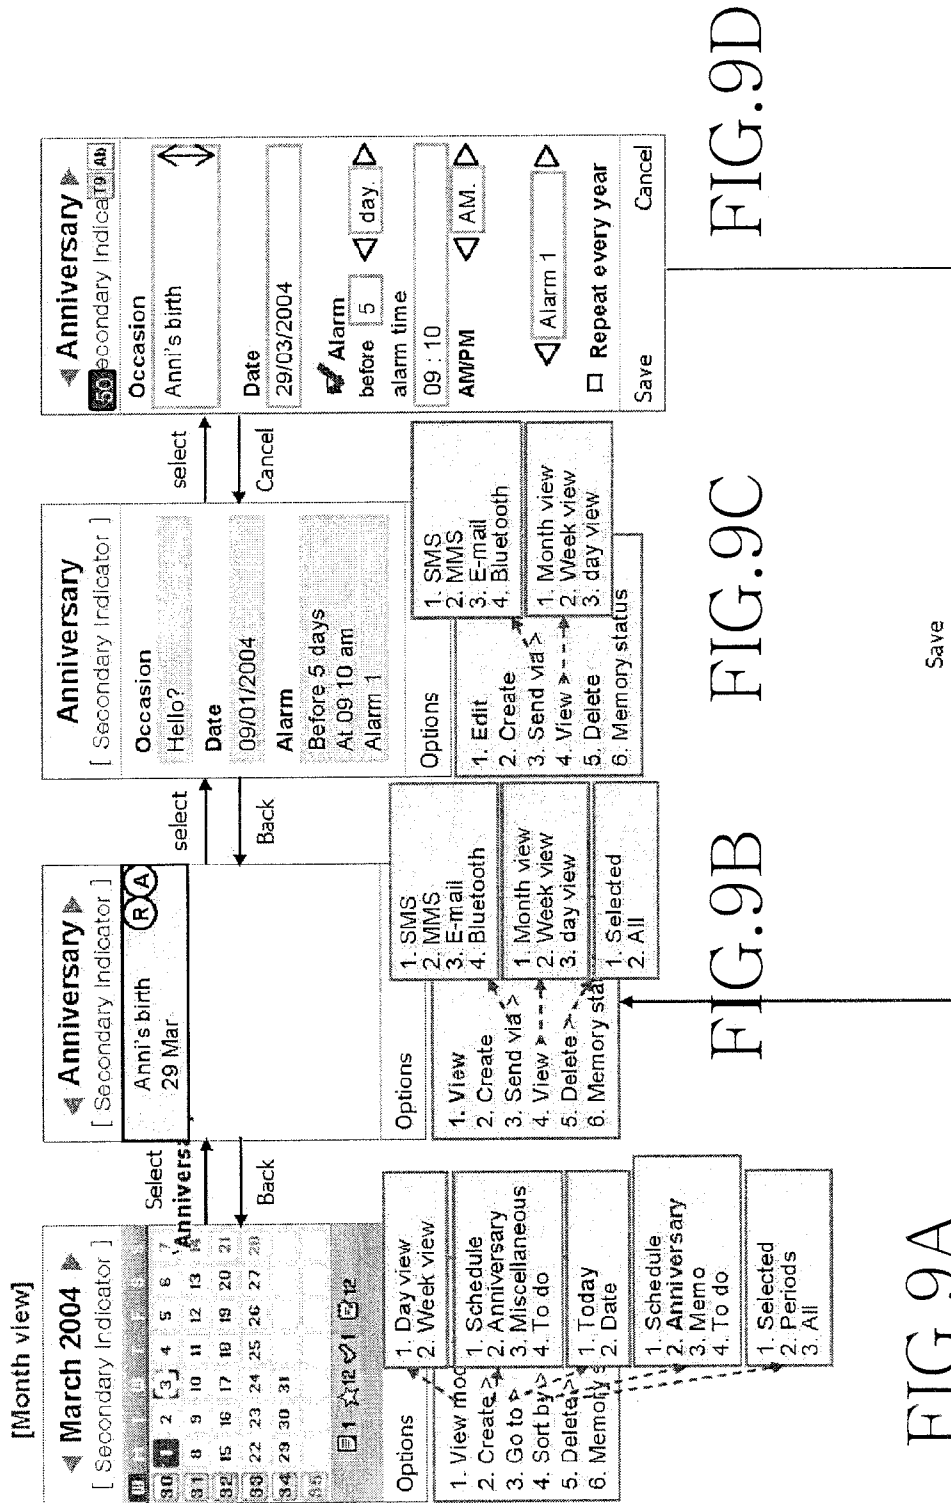 [Month view]
March 2004
[ Secondary Indicator ]
30 1 2 3 4 5 6 7
31 8 9 10 11 12 13 14
32 15 16 17 18 19 20 21
33 22 23 24 25 26 27 28
34 29 30 31
35
1 12 1 12
Options
1. View mod
2. Create >
3. Go to >
4. Sort by >
5. Delete >
6. Memory s
1. Day view
2. Week view
1. Schedule
2. Anniversary
3. Miscellaneous
4. To do
1. Today
2. Date
1. Schedule
2. Anniversary
3. Memo
4. To do
1. Selected
2. Periods
3. All
FIG.9A
Select
Anniversa
Back
Anniversary
[ Secondary Indicator ]
Anni's birth
29 Mar
R A
Options
1. View
2. Create
3. Send via >
4. View >
5. Delete >
6. Memory sta
1. SMS
2. MMS
3. E-mail
4. Bluetooth
1. Month view
2. Week view
3. day view
1. Selected
2. All
FIG.9B
select
Back
Anniversary
[ Secondary Indicator ]
Occasion
Hello?
Date
09/01/2004
Alarm
Before 5 days
At 09 10 am
Alarm 1
Options
1. Edit
2. Create
3. Send via >
4. View >
5. Delete
6. Memory status
1. SMS
2. MMS
3. E-mail
4. Bluetooth
1. Month view
2. Week view
3. day view
FIG.9C
select
Cancel
Anniversary
50 econdary Indica T9 Ab
Occasion
Anni's birth
Date
29/03/2004
Alarm
before 5 day.
alarm time
09 : 10
AM/PM AM.
Alarm 1
Repeat every year
Save Cancel
FIG.9D
Save